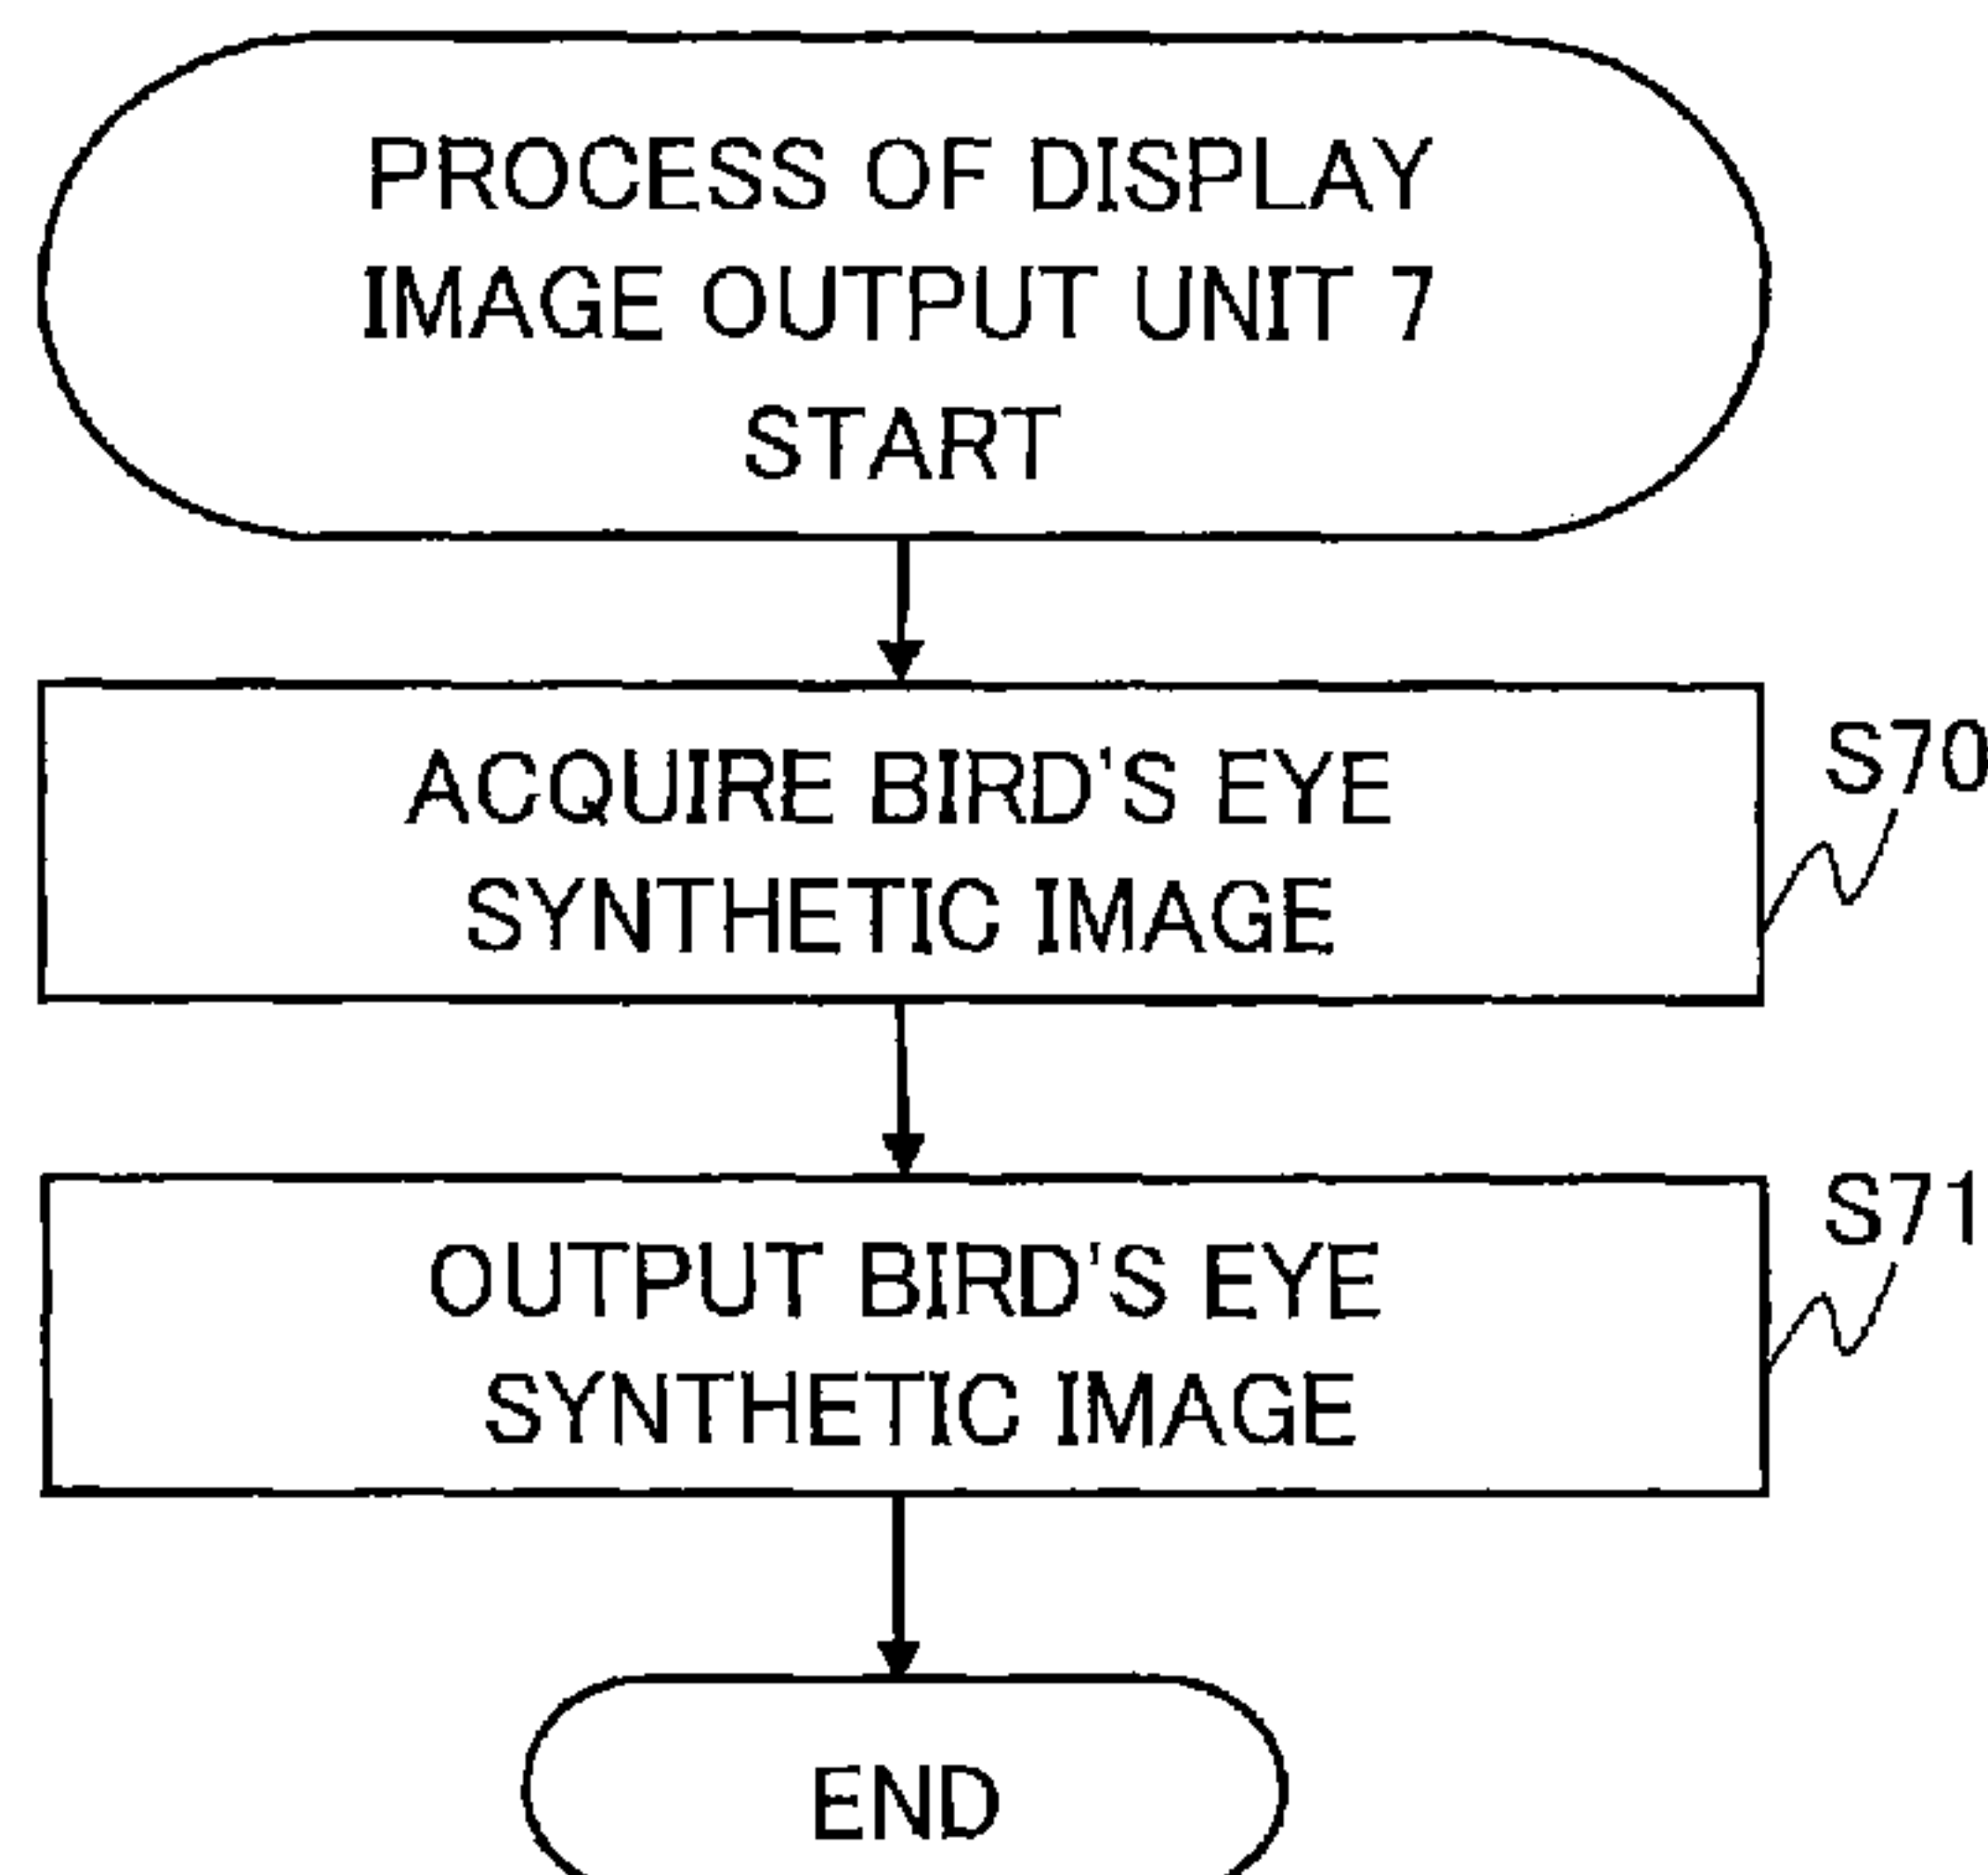 PROCESS OF DISPLAY
IMAGE OUTPUT UNIT 7
START
ACQUIRE BIRD'S EYE
SYNTHETIC IMAGE
S70
OUTPUT BIRD'S EYE
SYNTHETIC IMAGE
S71
END